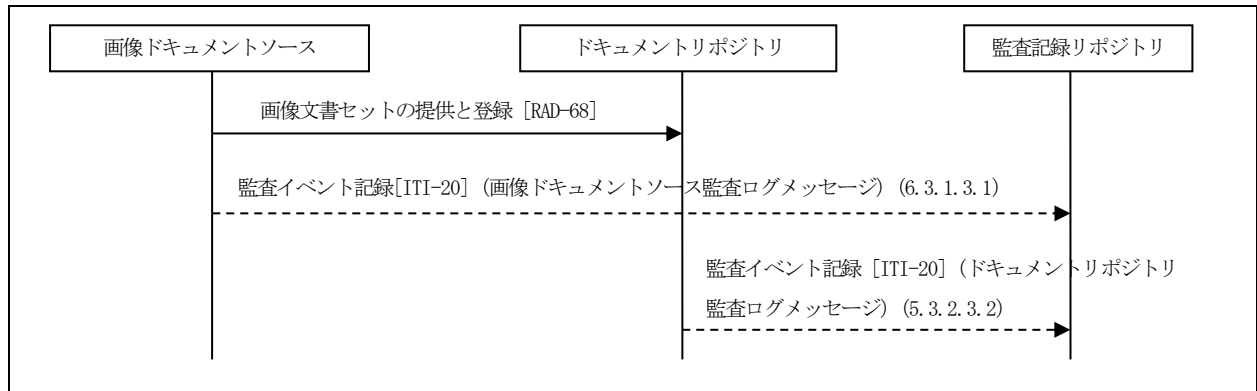 画像ドキュメントソース
ドキュメントリポジトリ
監査記録リポジトリ
画像文書セットの提供と登録 [RAD-68]
監査イベント記録[ITI-20] (画像ドキュメントソース監査ログメッセージ) (6.3.1.3.1)
監査イベント記録 [ITI-20] (ドキュメントリポジトリ
監査ログメッセージ) (5.3.2.3.2)